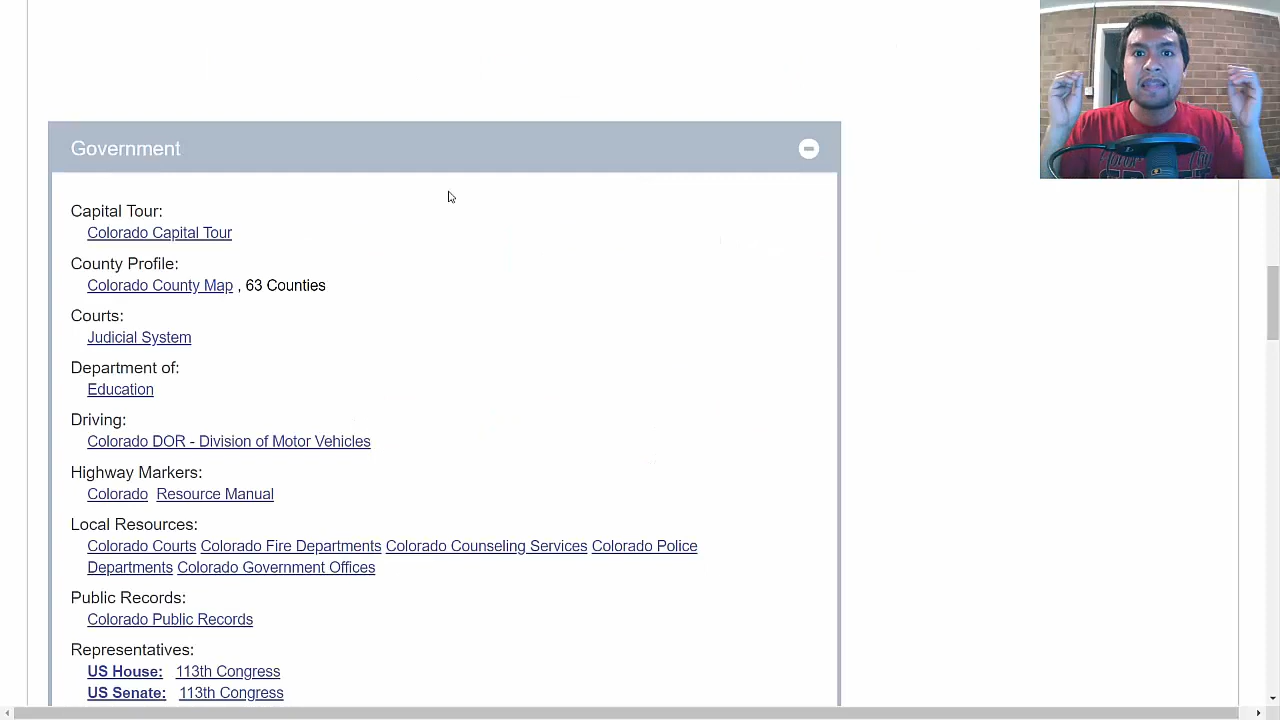 Government
Capital Tour:
Colorado Capital Tour
County Profile:
Colorado County Map , 63 Counties
Courts:
Judicial System
Department of:
Education
Driving:
Colorado DOR - Division of Motor Vehicles
Highway Markers:
Colorado Resource Manual
Local Resources:
Colorado Courts Colorado Fire Departments Colorado Counseling Services Colorado Police
Departments Colorado Government Offices
Public Records:
Colorado Public Records
Representatives:
US House: 113th Congress
US Senate: 113th Congress